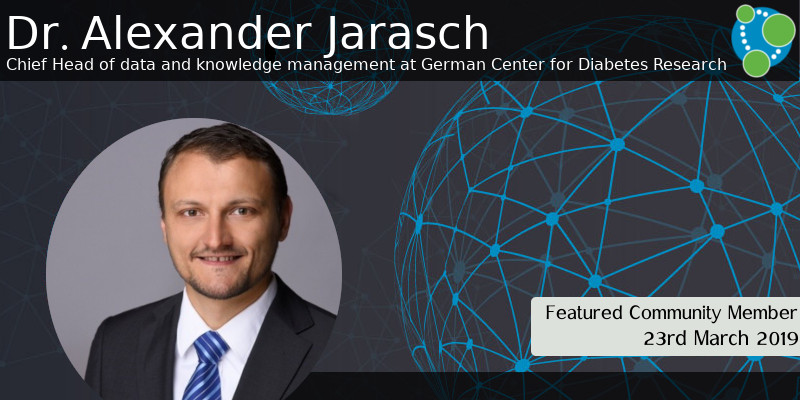 Dr. Alexander Jarasch
Chief Head of data and knowledge management at German Center for Diabetes Research
Featured Community Member
23rd March 2019